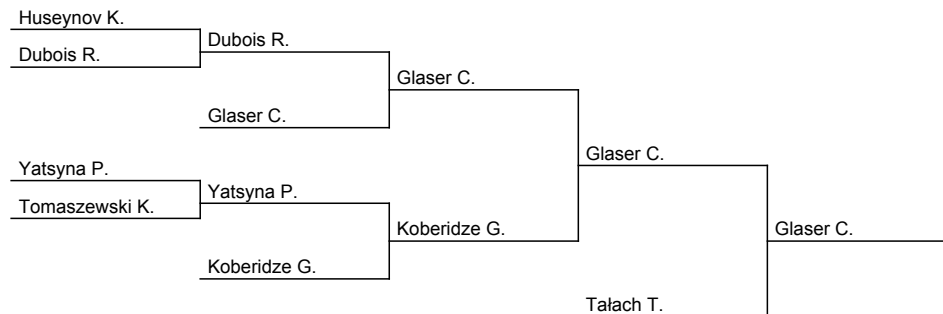 Huseynov K.
Dubois R.
Dubois R.
Glaser C.
Glaser C.
Glaser C.
Yatsyna P.
Yatsyna P.
Tomaszewski K.
Koberidze G.
Glaser C.
Koberidze G.
Tałach T.